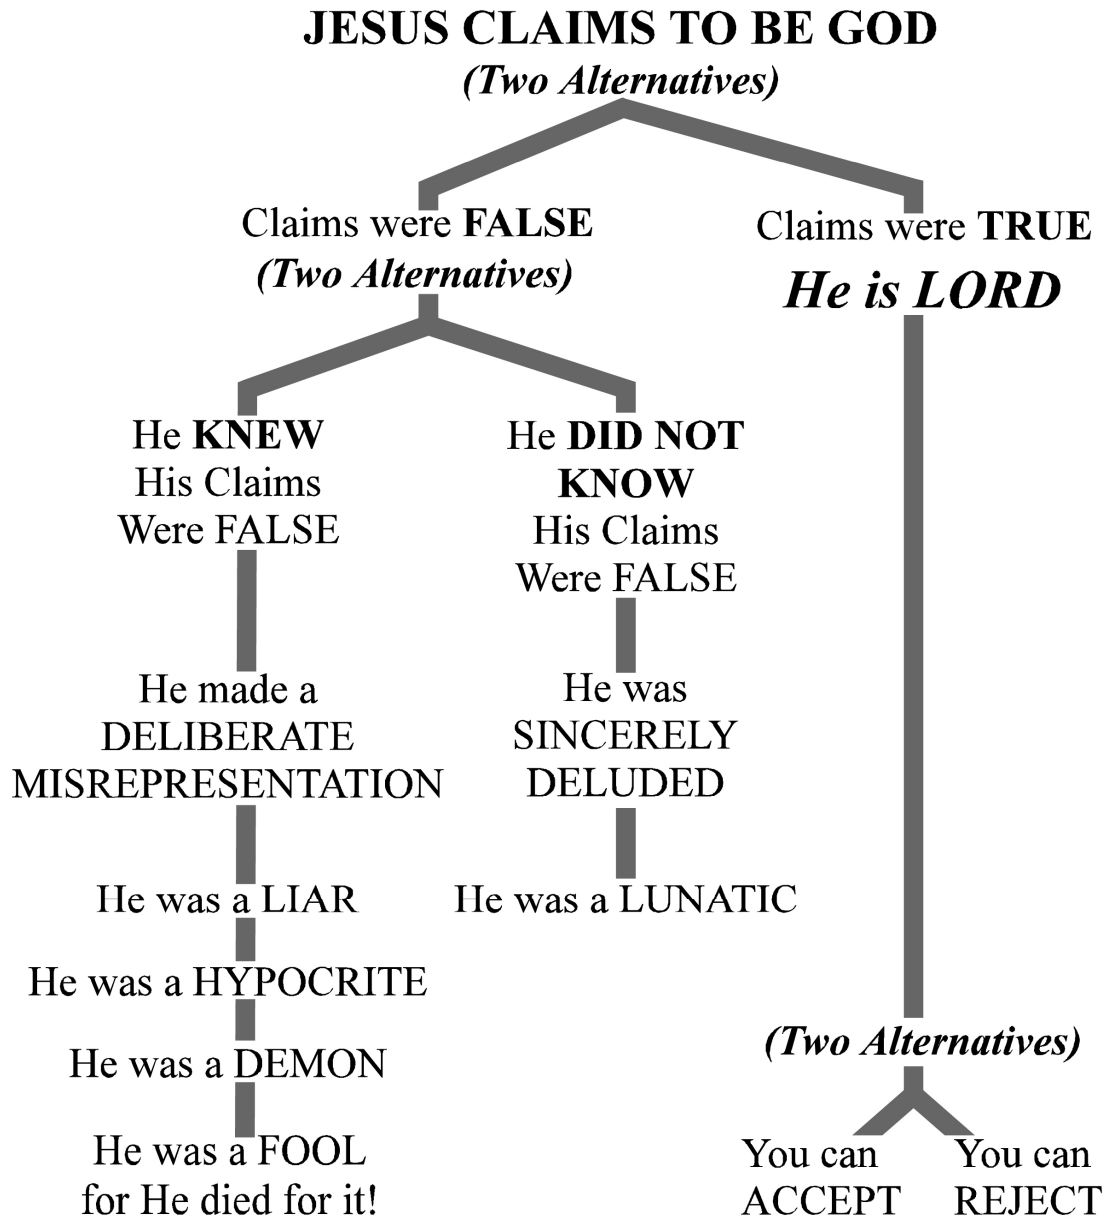 JESUS CLAIMS TO BE GOD
(Two Alternatives)
Claims were FALSE
(Two Alternatives)
Claims were TRUE
He is LORD
He KNEW
His Claims
Were FALSE
He DID NOT
KNOW
His Claims
Were FALSE
He made a
DELIBERATE
MISREPRESENTATION
He was
SINCERELY
DELUDED
He was a LIAR
He was a LUNATIC
He was a HYPOCRITE
He was a DEMON
He was a FOOL
for He died for it!
(Two Alternatives)
You can
ACCEPT
You can
REJECT